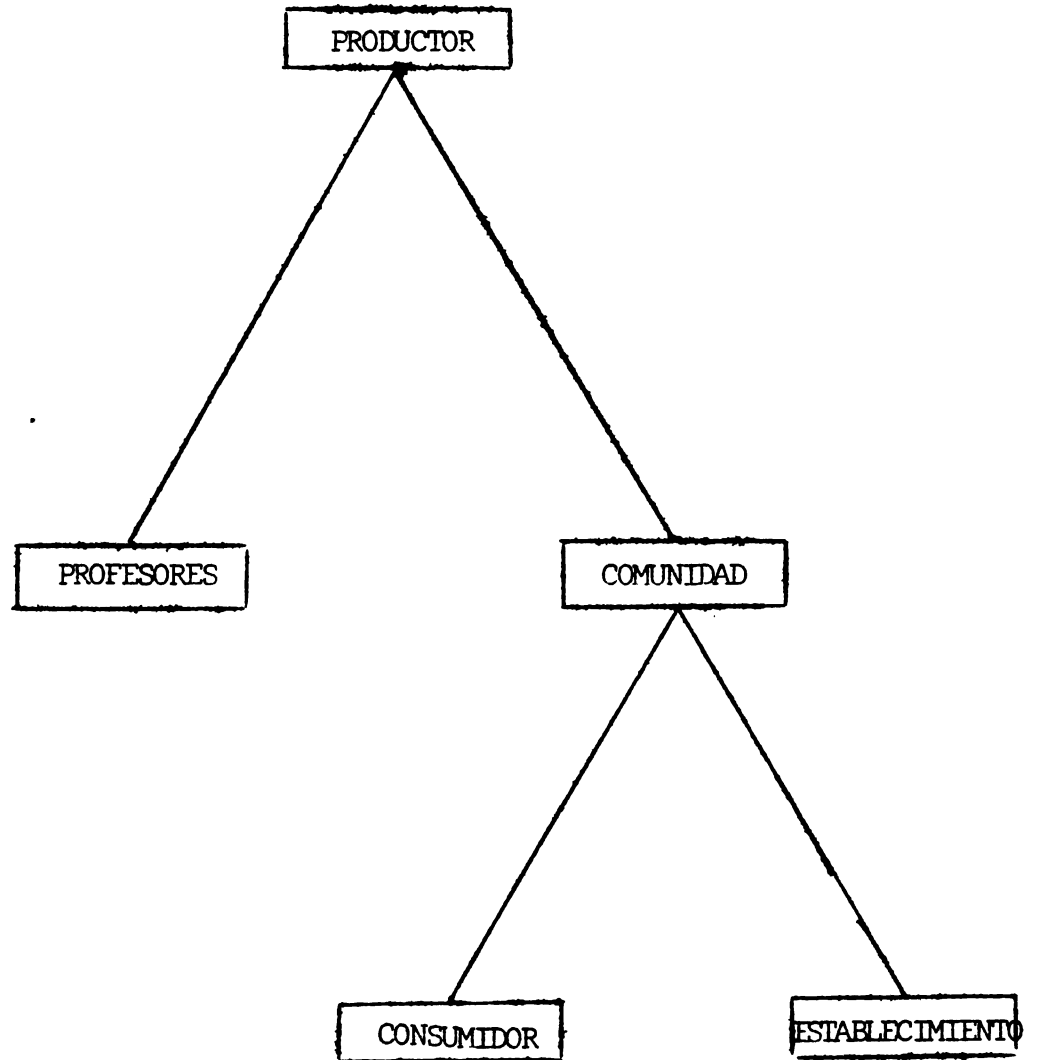 PRODUCTOR
PROFESORES
COMUNIDAD
CONSUMIDOR
ESTABLECIMIENTO